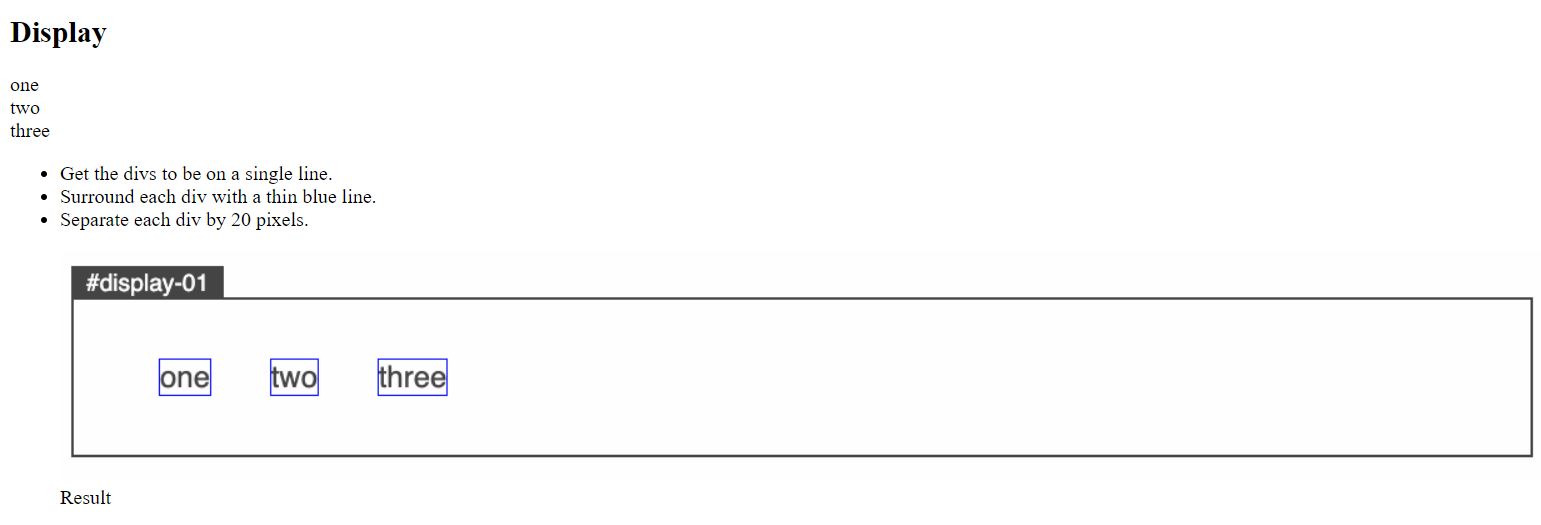 Display
one
two
three
Get the divs to be on a single line.
Surround each div with a thin blue line.
Separate each div by 20 pixels.
#display-01
one two three
Result